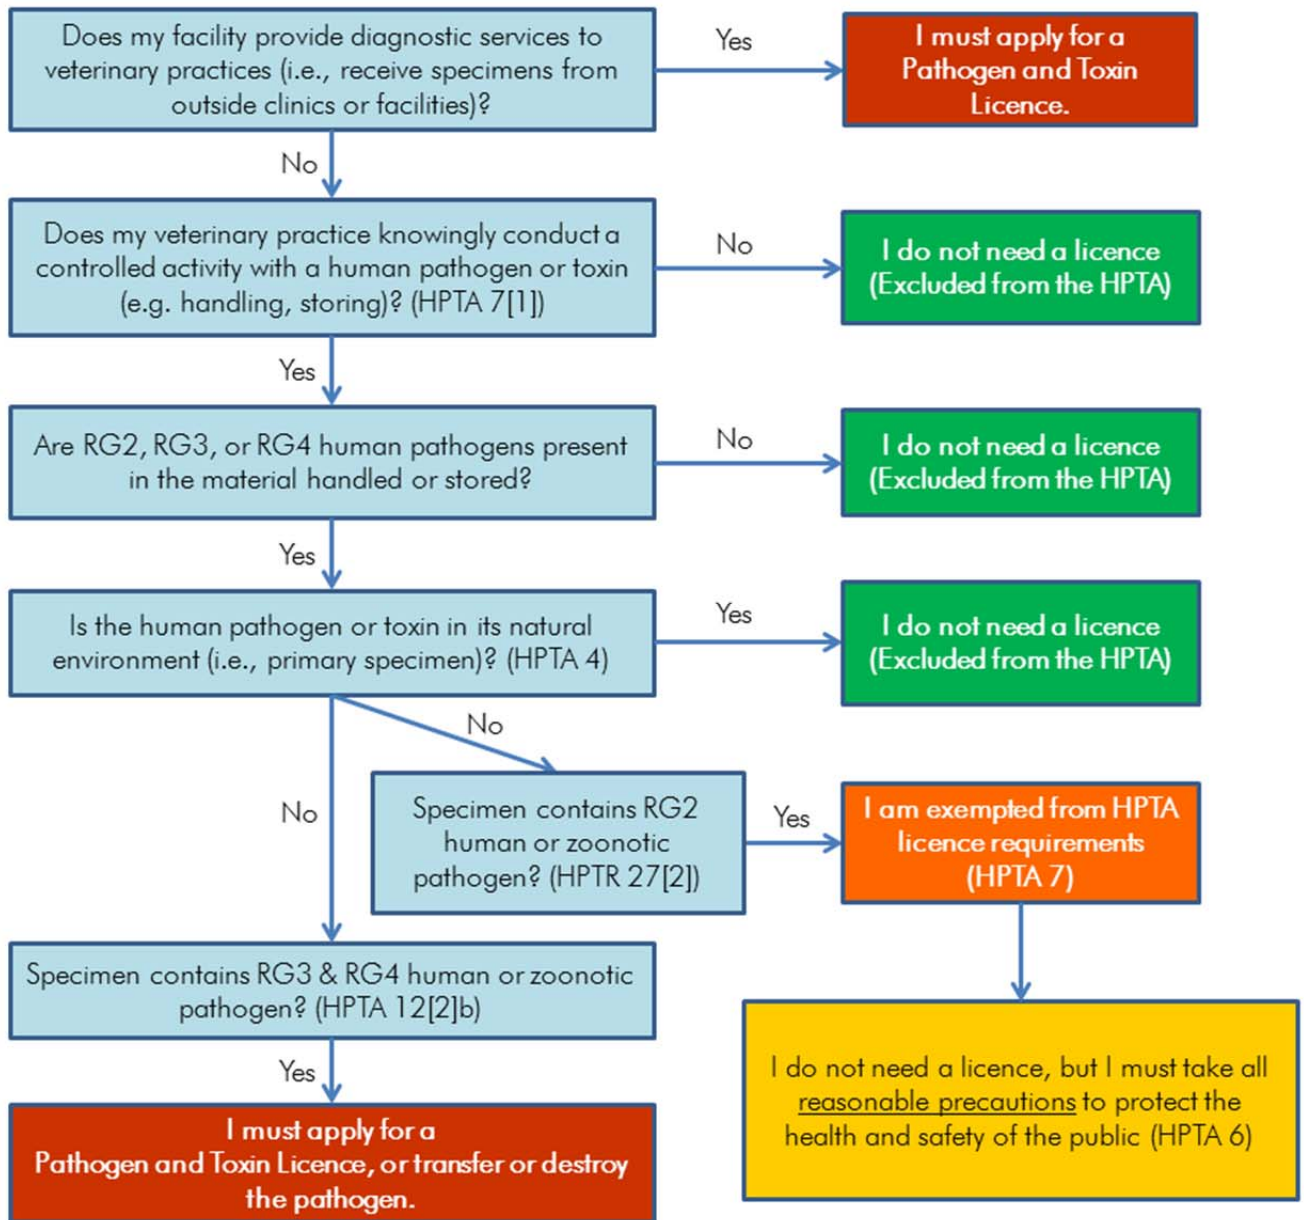 Does my facility provide diagnostic services to
veterinary practices (i.e., receive specimens from
outside clinics or facilities)?
Yes
I must apply for a
Pathogen and Toxin
Licence.
No
Does my veterinary practice knowingly conduct a
controlled activity with a human pathogen or toxin
(e.g. handling, storing)? (HPTA 7[1])
No
I do not need a licence
(Excluded from the HPTA)
Yes
Are RG2, RG3, or RG4 human pathogens present
in the material handled or stored?
No
I do not need a licence
(Excluded from the HPTA)
Yes
Is the human pathogen or toxin in its natural
environment (i.e., primary specimen)? (HPTA 4)
Yes
I do not need a licence
(Excluded from the HPTA)
No
No
Specimen contains RG2
human or zoonotic
pathogen? (HPTR 27[2])
Yes
I am exempted from HPTA
licence requirements
(HPTA 7)
Specimen contains RG3 & RG4 human or zoonotic
pathogen? (HPTA 12[2]b)
Yes
I do not need a licence, but I must take all
reasonable precautions to protect the
health and safety of the public (HPTA 6)
I must apply for a
Pathogen and Toxin Licence, or transfer or destroy
the pathogen.